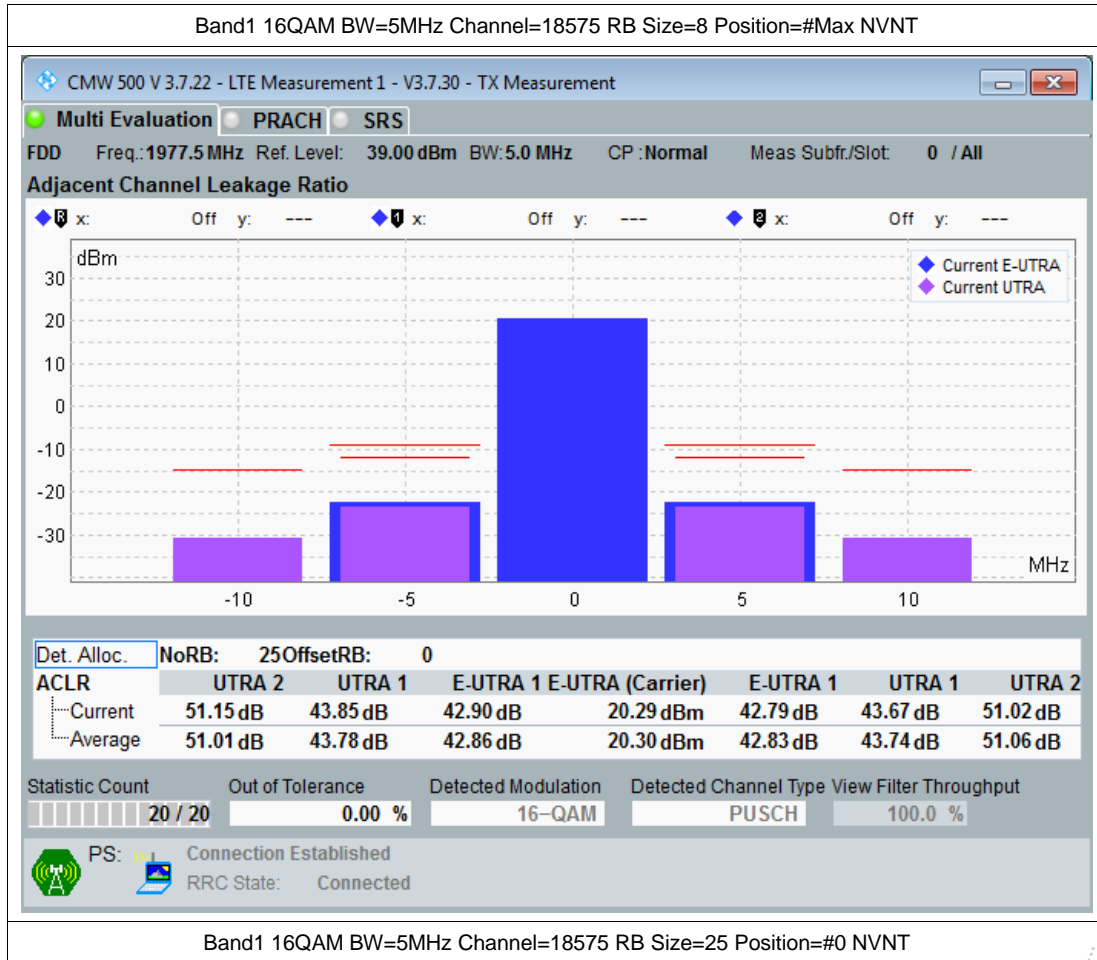 Band1 16QAM BW=5MHz Channel=18575 RB Size=8 Position=#Max NVNT
CMW 500 V 3.7.22 - LTE Measurement 1 - V3.7.30 - TX Measurement
Multi Evaluation PRACH SRS
FDD Freq.:1977.5 MHz Ref. Level: 39.00 dBm BW:5.0 MHz CP :Normal Meas Subfr./Slot: 0 / All
Adjacent Channel Leakage Ratio
R x: Off y: --- 1 x: Off y: --- 2 x: Off y: ---
dBm
Current E-UTRA
Current UTRA
30
20
10
0
-10
-20
-30
MHz
-10 -5 0 5 10
Det. Alloc. NoRB: 25 OffsetRB: 0
ACLR UTRA 2 UTRA 1 E-UTRA 1 E-UTRA (Carrier) E-UTRA 1 UTRA 1 UTRA 2
Current 51.15 dB 43.85 dB 42.90 dB 20.29 dBm 42.79 dB 43.67 dB 51.02 dB
Average 51.01 dB 43.78 dB 42.86 dB 20.30 dBm 42.83 dB 43.74 dB 51.06 dB
Statistic Count Out of Tolerance Detected Modulation Detected Channel Type View Filter Throughput
20 / 20 0.00 % 16-QAM PUSCH 100.0 %
PS: Connection Established
RRC State: Connected
Band1 16QAM BW=5MHz Channel=18575 RB Size=25 Position=#0 NVNT